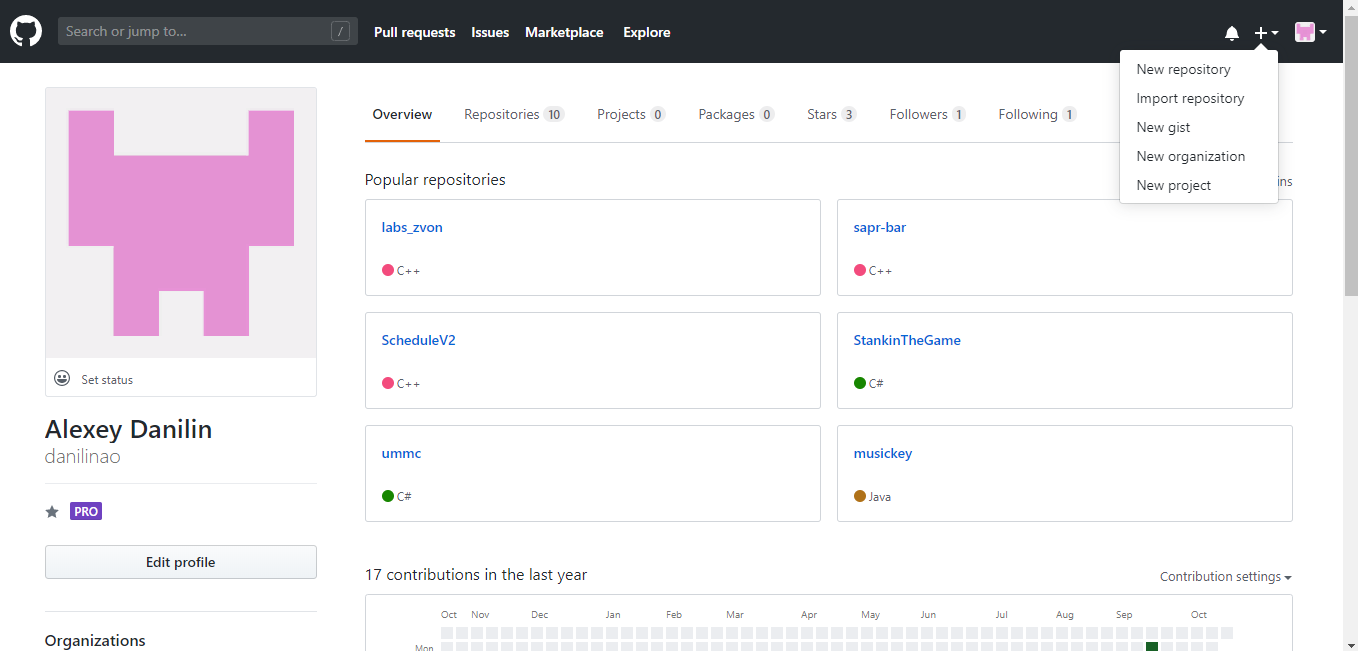 Search or jump to...
/
Pull requests
Issues
Marketplace
Explore
New repository
Import repository
New gist
New organization
New project
Overview
Repositories 10
Projects 0
Packages 0
Stars 3
Followers 1
Following 1
Set status
Alexey Danilin
danilinao
PRO
Edit profile
Organizations
Popular repositories
ins
labs_zvon
C++
sapr-bar
C++
ScheduleV2
C++
StankinTheGame
C#
ummc
C#
musickey
Java
17 contributions in the last year
Contribution settings
Oct Nov Dec Jan Feb Mar Apr May Jun Jul Aug Sep Oct
Mon